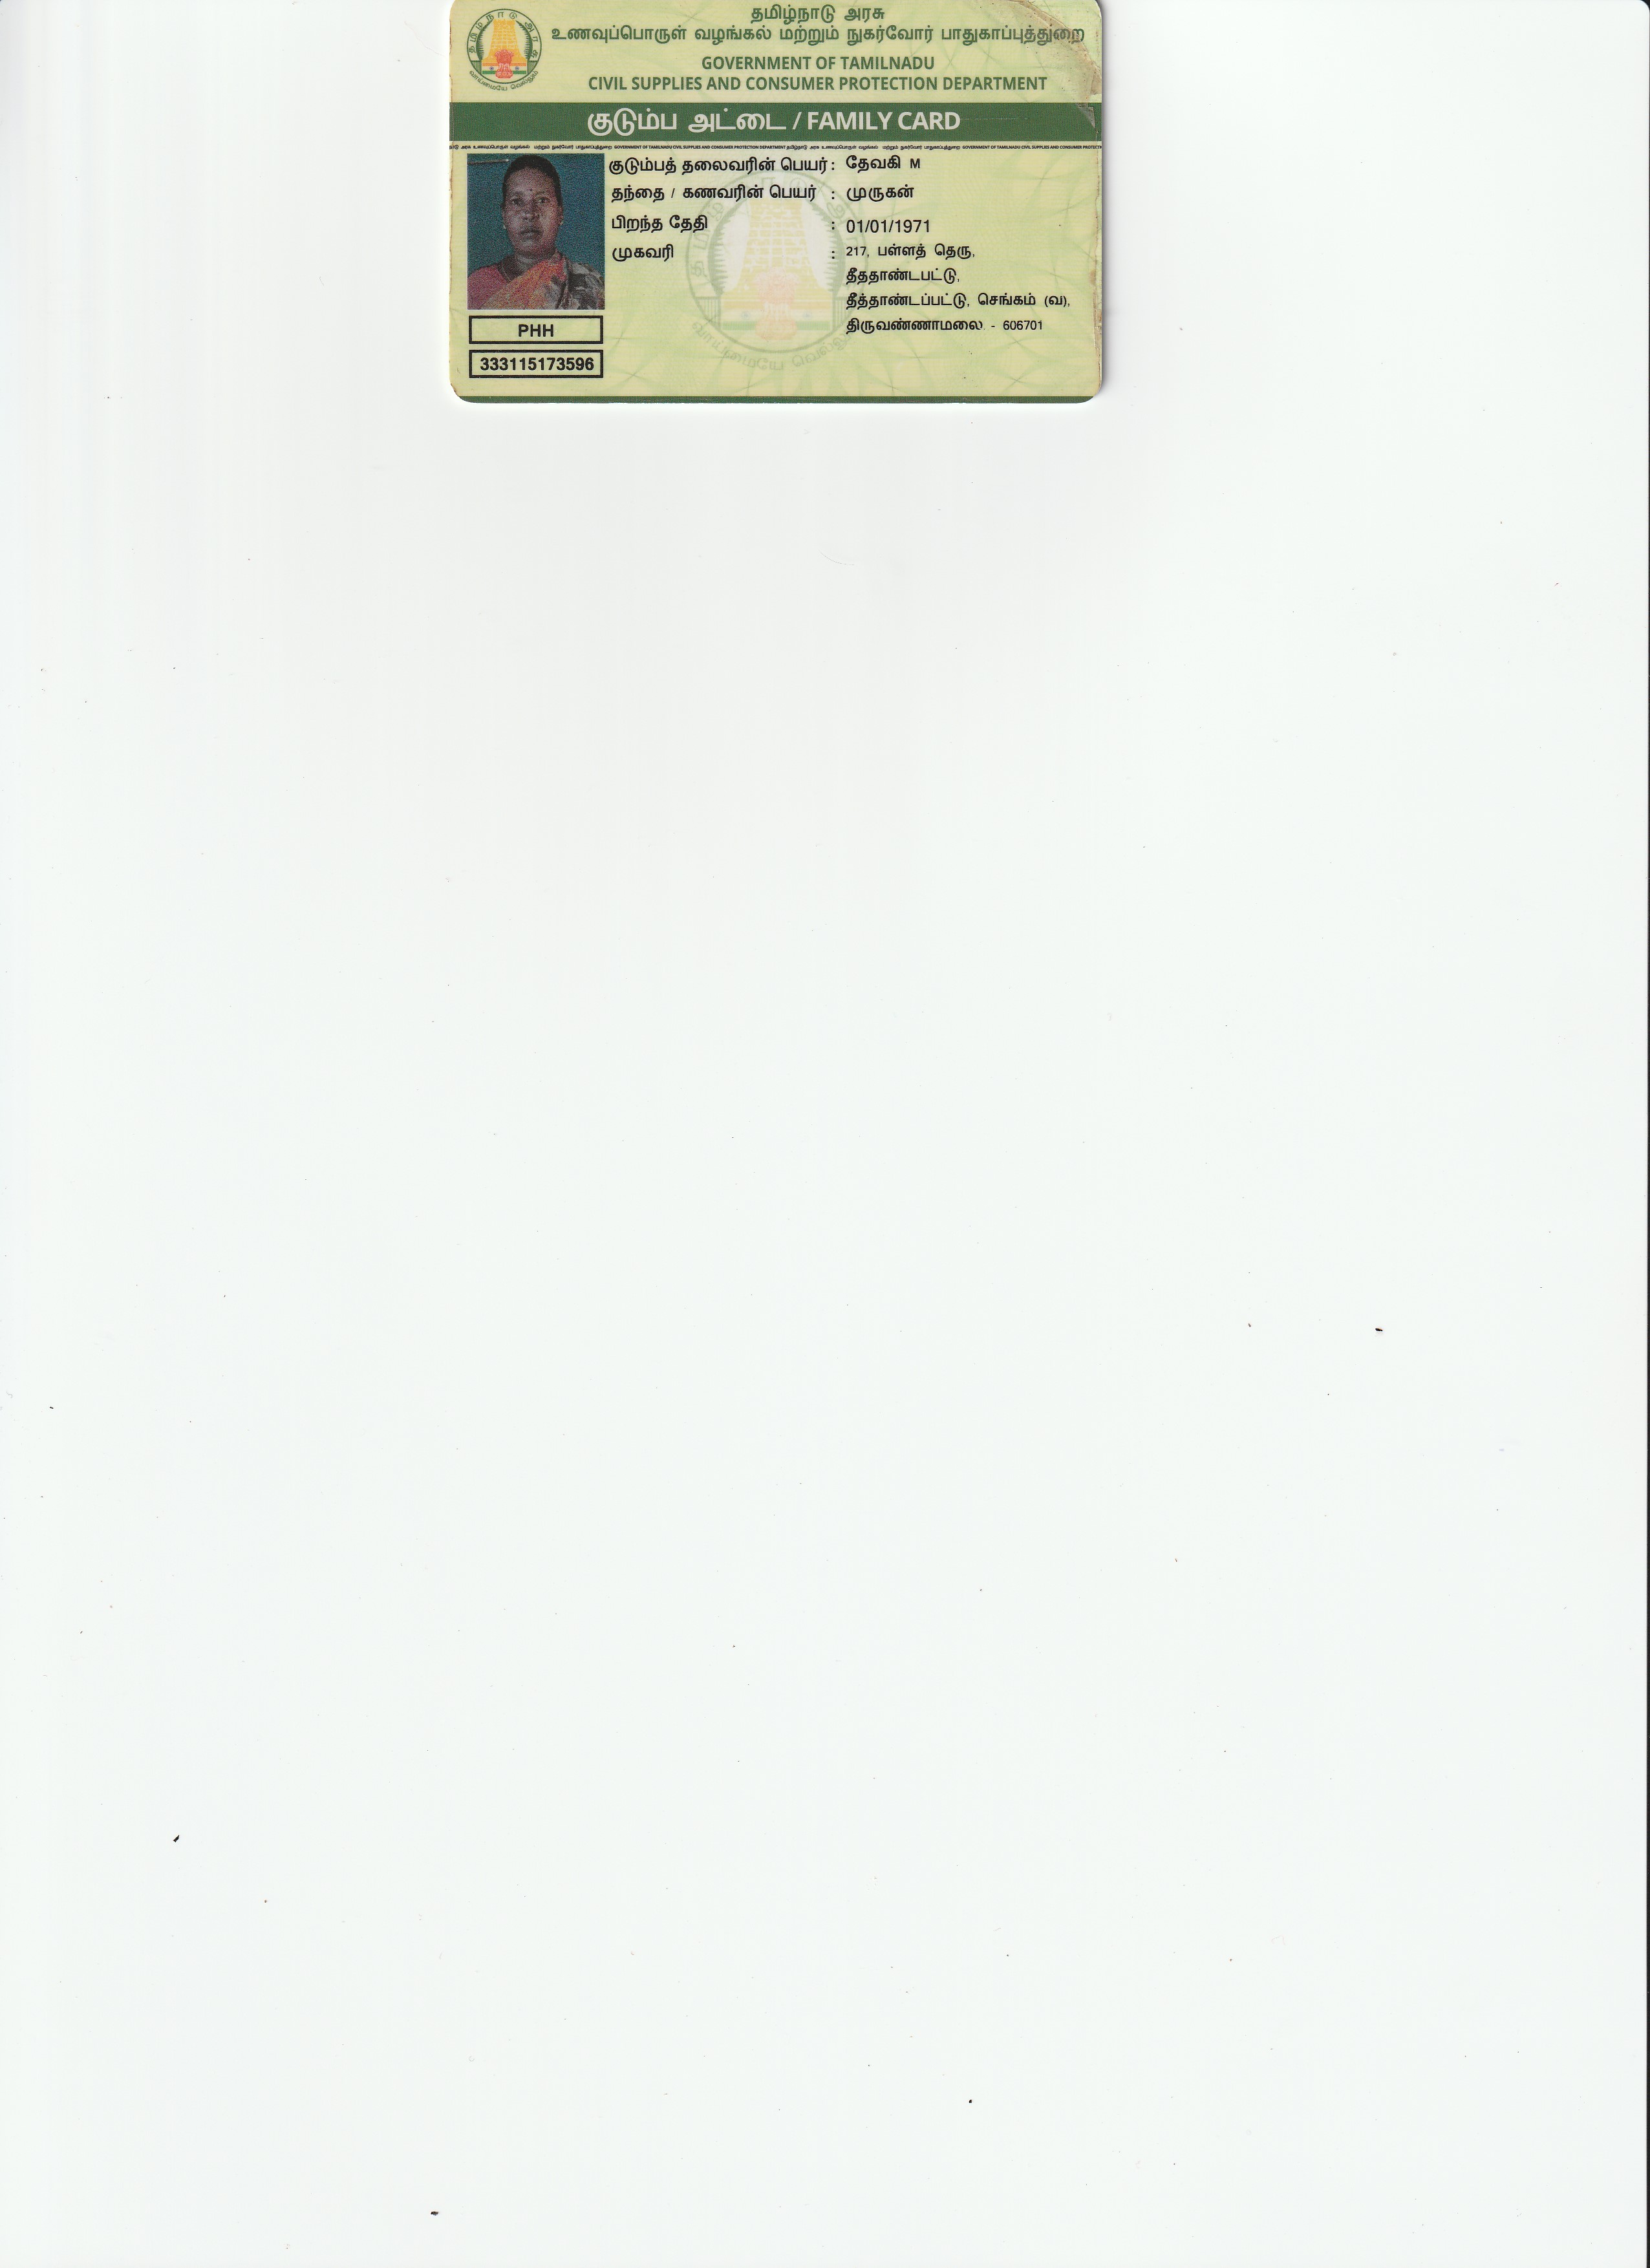 தமிழ்நாடு அரசு
உணவுப்பொருள் வழங்கல் மற்றும் நுகர்வோர் பாதுகாப்புத்துறை
GOVERNMENT OF TAMILNADU
CIVIL SUPPLIES AND CONSUMER PROTECTION DEPARTMENT
குடும்ப அட்டை / FAMILY CARD
குடும்பத் தலைவரின் பெயர் : தேவகி M
தந்தை / கணவரின் பெயர் : முருகன்
பிறந்த தேதி : 01/01/1971
முகவரி : 217, பள்ளத் தெரு,
தீததாண்டபட்டு,
தீத்தாண்டப்பட்டு, செங்கம் (வ),
திருவண்ணாமலை - 606701
PHH
333115173596